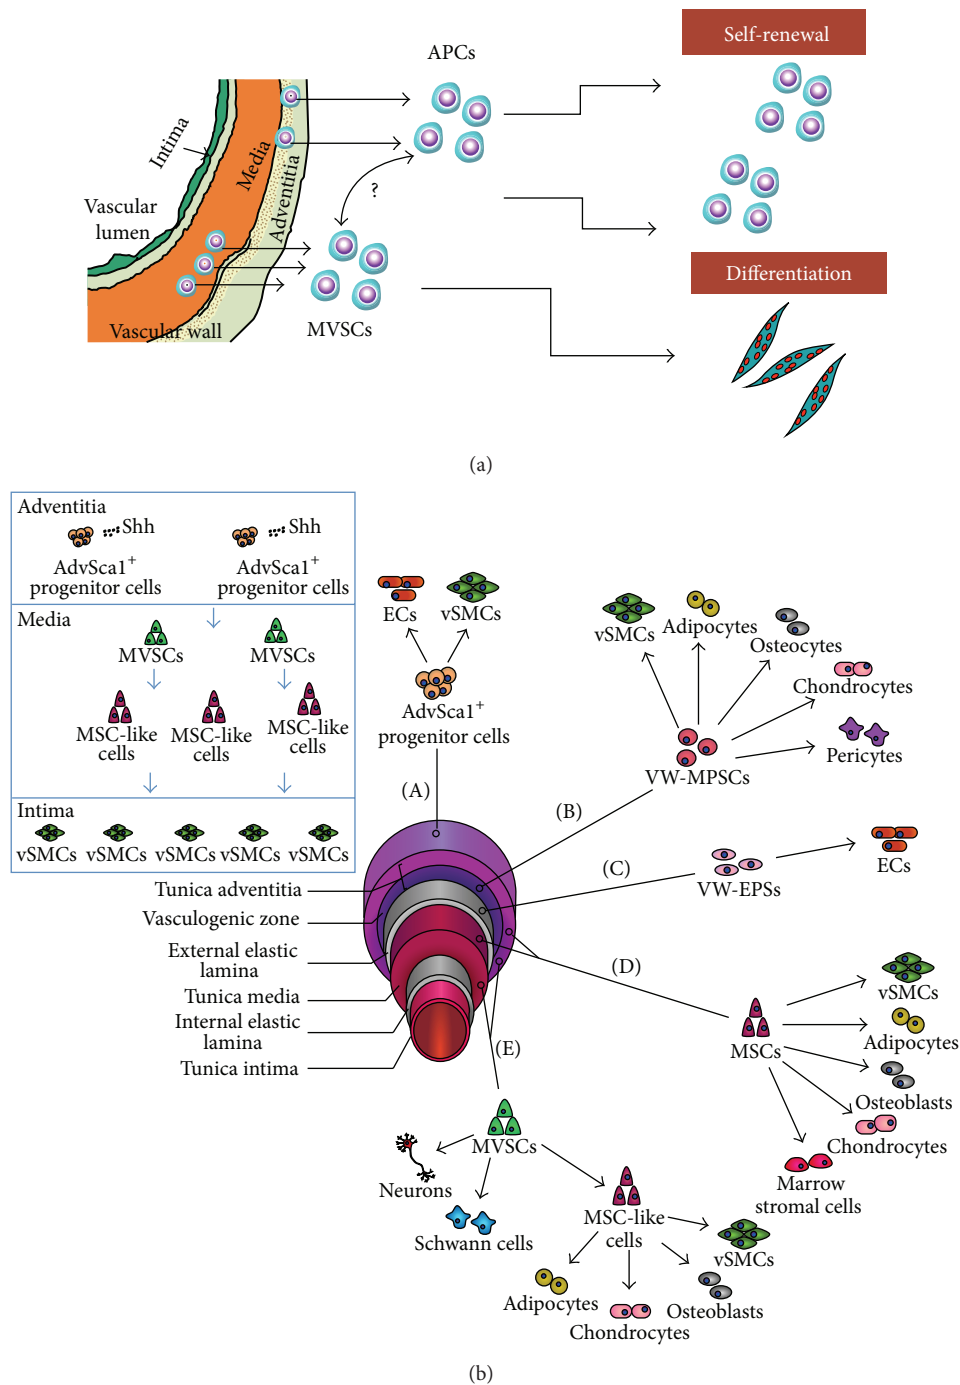 Self-renewal
APCs
Intima
Media
Adventitia
?
Vascular
lumen
Differentiation
Vascular wall
MVSCs
(a)
Adventitia
Shh
Shh
AdvSca1+
progenitor cells
AdvSca1+
progenitor cells
Media
MVSCs
MVSCs
MSC-like
cells
MSC-like
cells
MSC-like
cells
Intima
vSMCs
vSMCs
vSMCs
vSMCs
vSMCs
ECs
vSMCs
AdvSca1+
progenitor cells
(A)
vSMCs
Adipocytes
Osteocytes
Chondrocytes
Pericytes
VW-MPSCs
(B)
(C)
VW-EPSs
ECs
Tunica adventitia
Vasculogenic zone
External elastic
lamina
Tunica media
Internal elastic
lamina
Tunica intima
(D)
MSCs
vSMCs
Adipocytes
Osteoblasts
Chondrocytes
Marrow
stromal cells
(E)
MVSCs
Neurons
Schwann cells
MSC-like
cells
vSMCs
Adipocytes
Chondrocytes
Osteoblasts
(b)